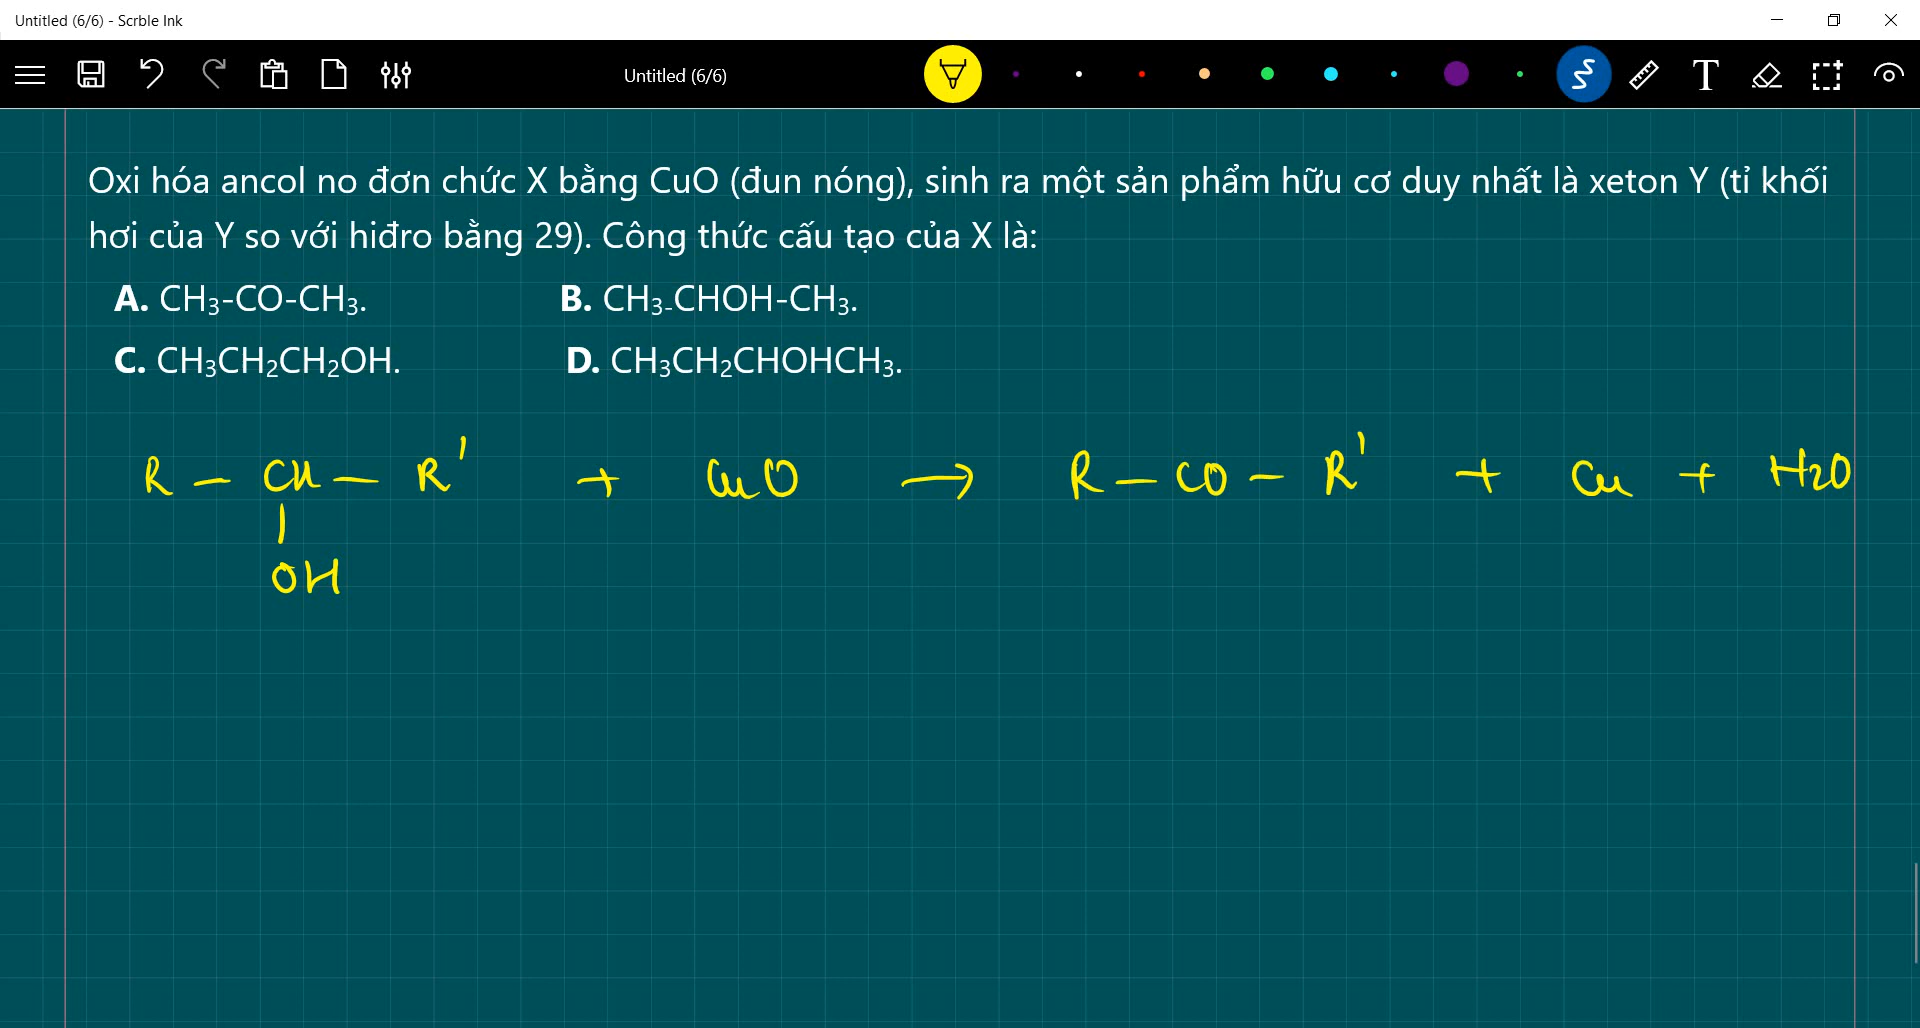 Untitled (6/6) - Scrble Ink
Untitled (6/6)
T
Oxi hóa ancol no đơn chức X bằng CuO (đun nóng), sinh ra một sản phẩm hữu cơ duy nhất là xeton Y (tỉ khối
hơi của Y so với hiđro bằng 29). Công thức cấu tạo của X là:
A. CH₃-CO-CH₃. B. CH₃-CHOH-CH₃.
C. CH₃CH₂CH₂OH. D. CH₃CH₂CHOHCH₃.
R – CH – R' + CuO → R – CO – R' + Cu + H2O
|
OH